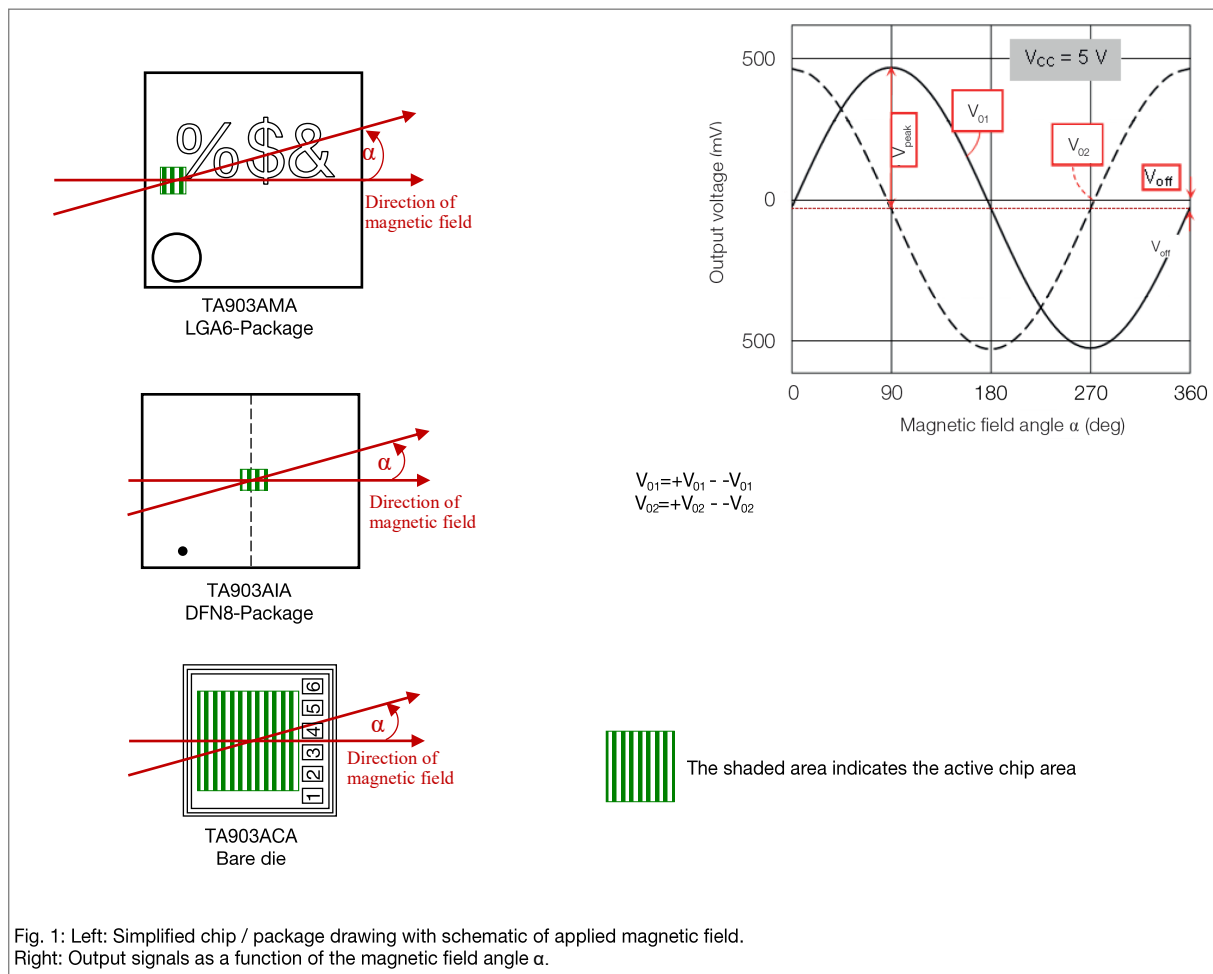 %$&
α
Direction of
magnetic field
TA903AMA
LGA6-Package
α
Direction of
magnetic field
TA903AIA
DFN8-Package
α
Direction of
magnetic field
1 2 3 4 5 6
TA903ACA
Bare die
500
0
500
Output voltage (mV)
VCC = 5 V
Vpeak
V01
V02
Voff
Voff
0 90 180 270 360
Magnetic field angle α (deg)
V01=+V01 - -V01
V02=+V02 - -V02
The shaded area indicates the active chip area
Fig. 1: Left: Simplified chip / package drawing with schematic of applied magnetic field.
Right: Output signals as a function of the magnetic field angle α.